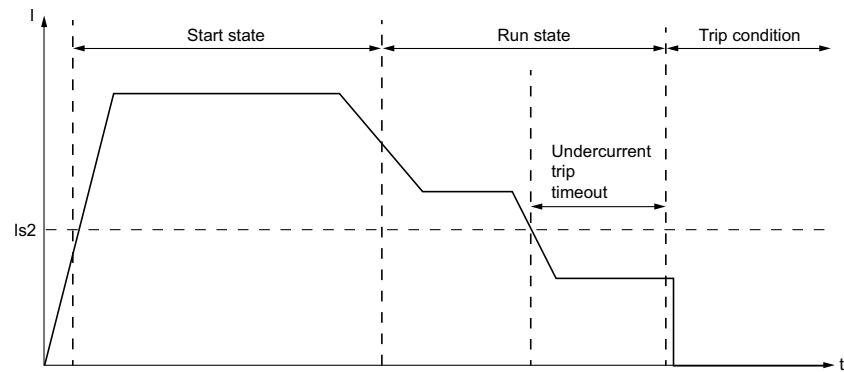 I
Start state
Run state
Trip condition
Undercurrent
trip
timeout
Is2
t